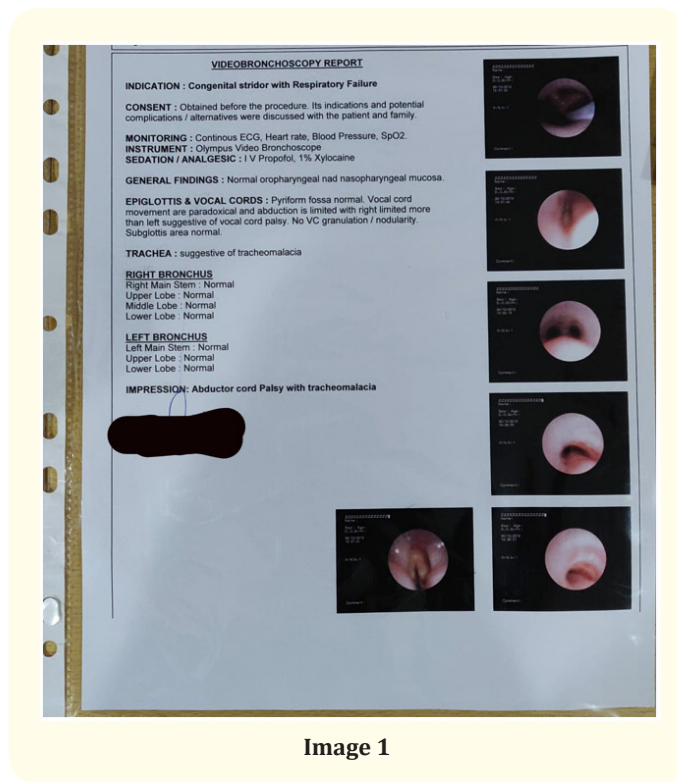 VIDEOBRONCHOSCOPY REPORT
INDICATION : Congenital stridor with Respiratory Failure
CONSENT : Obtained before the procedure. Its indications and potential
complications / alternatives were discussed with the patient and family.
MONITORING : Continous ECG, Heart rate, Blood Pressure, SpO2.
INSTRUMENT : Olympus Video Bronchoscope
SEDATION / ANALGESIC : I V Propofol, 1% Xylocaine
GENERAL FINDINGS : Normal oropharyngeal nad nasopharyngeal mucosa.
EPIGLOTTIS & VOCAL CORDS : Pyriform fossa normal. Vocal cord
movement are paradoxical and abduction is limited with right limited more
than left suggestive of vocal cord palsy. No VC granulation / nodularity.
Subglottis area normal.
TRACHEA : suggestive of tracheomalacia
RIGHT BRONCHUS
Right Main Stem : Normal
Upper Lobe : Normal
Middle Lobe : Normal
Lower Lobe : Normal
LEFT BRONCHUS
Left Main Stem : Normal
Upper Lobe : Normal
Lower Lobe : Normal
IMPRESSION: Abductor cord Palsy with tracheomalacia
Image 1